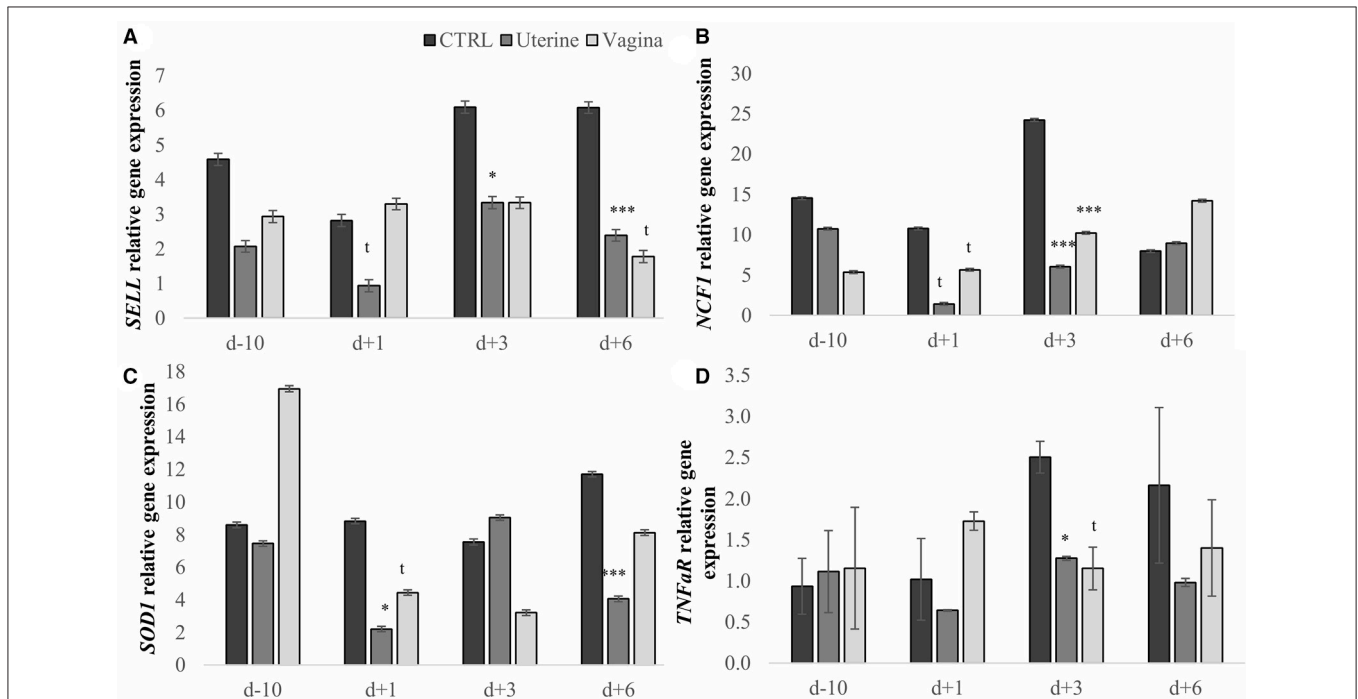 A
CTRL Uterine Vagina
SELL relative gene expression
7
6
5
4
3
2
1
0
t
*
***
t
d-10 d+1 d+3 d+6
B
NCF1 relative gene expression
30
25
20
15
10
5
0
t
t
***
***
d-10 d+1 d+3 d+6
C
SOD1 relative gene expression
18
16
14
12
10
8
6
4
2
0
*
t
***
d-10 d+1 d+3 d+6
D
TNFaR relative gene
expression
3.5
3.0
2.5
2.0
1.5
1.0
0.5
0.0
*
t
d-10 d+1 d+3 d+6